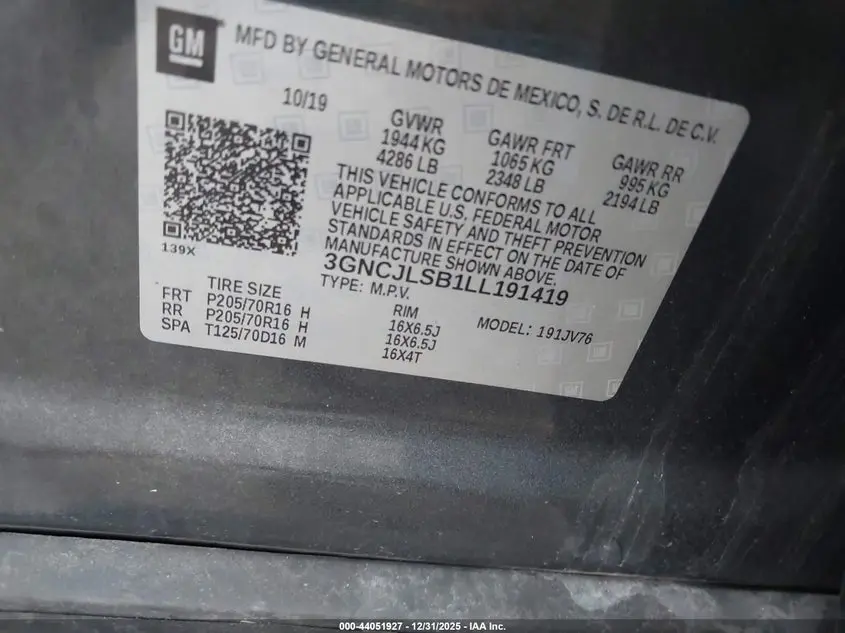 GM
MFD BY GENERAL MOTORS DE MEXICO, S. DE R.L. DE C.V.
10/19
GVWR
1944 KG
4286 LB
GAWR FRT
1065 KG
2348 LB
GAWR RR
995 KG
2194 LB
THIS VEHICLE CONFORMS TO ALL
APPLICABLE U.S. FEDERAL MOTOR
VEHICLE SAFETY AND THEFT PREVENTION
STANDARDS IN EFFECT ON THE DATE OF
MANUFACTURE SHOWN ABOVE.
139X
3GNCJLSB1LL191419
TYPE: M.P.V.
MODEL: 191JV76
TIRE SIZE RIM
FRT P205/70R16 H 16X6.5J
RR P205/70R16 H 16X6.5J
SPA T125/70D16 M 16X4T
000-44051927 - 12/31/2025 - IAA Inc.